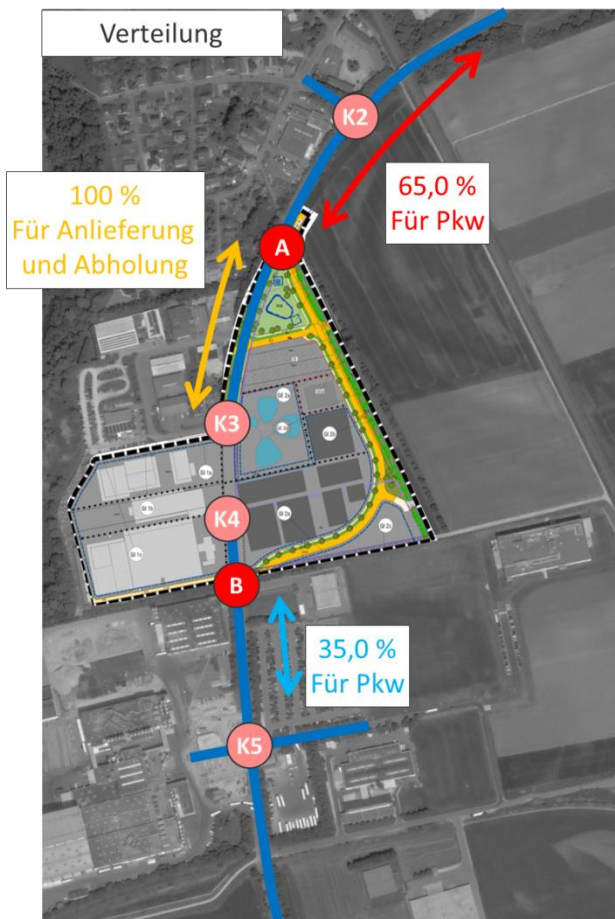 Verteilung
K2
65,0 %
Für Pkw
100 %
Für Anlieferung
und Abholung
A
K3
K4
B
35,0 %
Für Pkw
K5